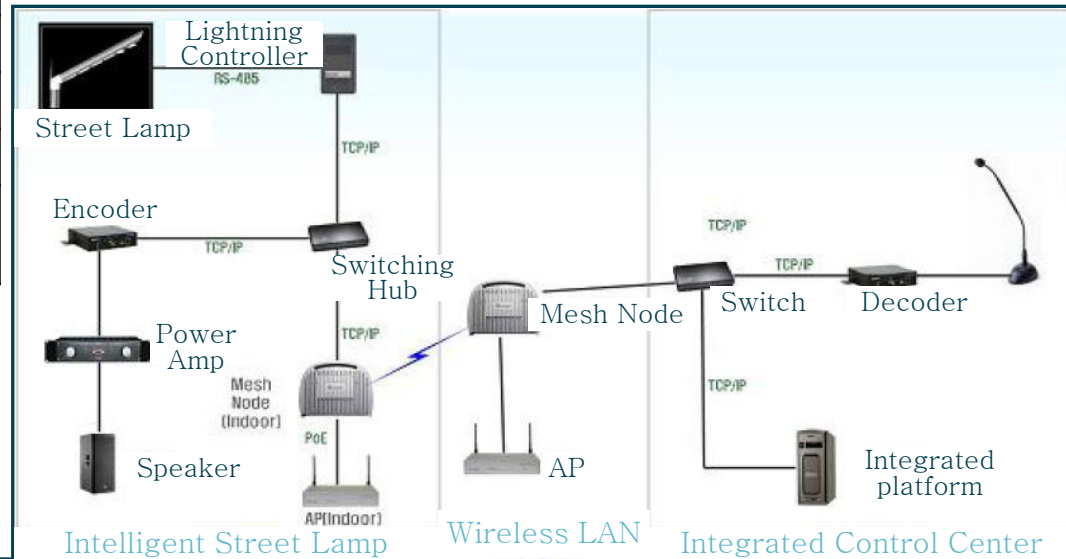 Lightning
Controller
RS-485
Street Lamp
TCP/IP
Encoder
TCP/IP
Switching
Hub
TCP/IP
TCP/IP
Switch
Decoder
Mesh Node
Power
Amp
TCP/IP
Mesh
Node
(Indoor)
TCP/IP
PoE
Speaker
AP
Integrated
platform
AP(Indoor)
Intelligent Street Lamp
Wireless LAN
Integrated Control Center